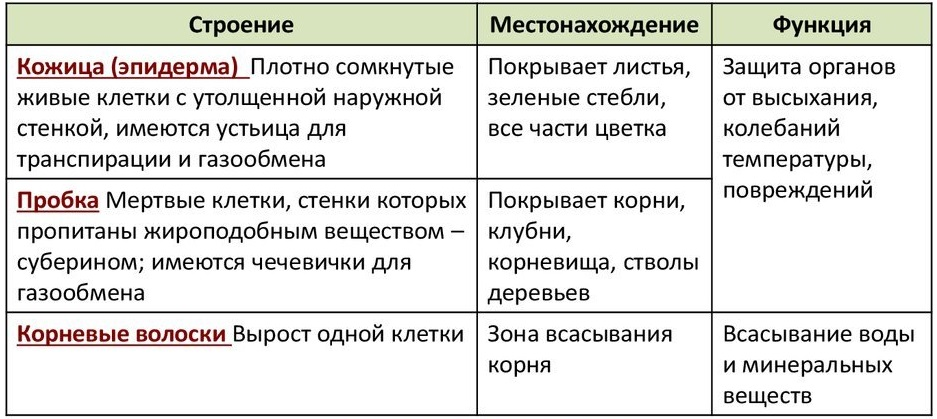 Строение
Местонахождение
Функция
Кожица (эпидерма) Плотно сомкнутые
живые клетки с утолщенной наружной
стенкой, имеются устьица для
транспирации и газообмена
Покрывает листья,
зеленые стебли,
все части цветка
Защита органов
от высыхания,
колебаний
температуры,
повреждений
Пробка Мертвые клетки, стенки которых
пропитаны жироподобным веществом –
суберином; имеются чечевички для
газообмена
Покрывает корни,
клубни,
корневища, стволы
деревьев
Корневые волоски Вырост одной клетки
Зона всасывания
корня
Всасывание воды
и минеральных
веществ